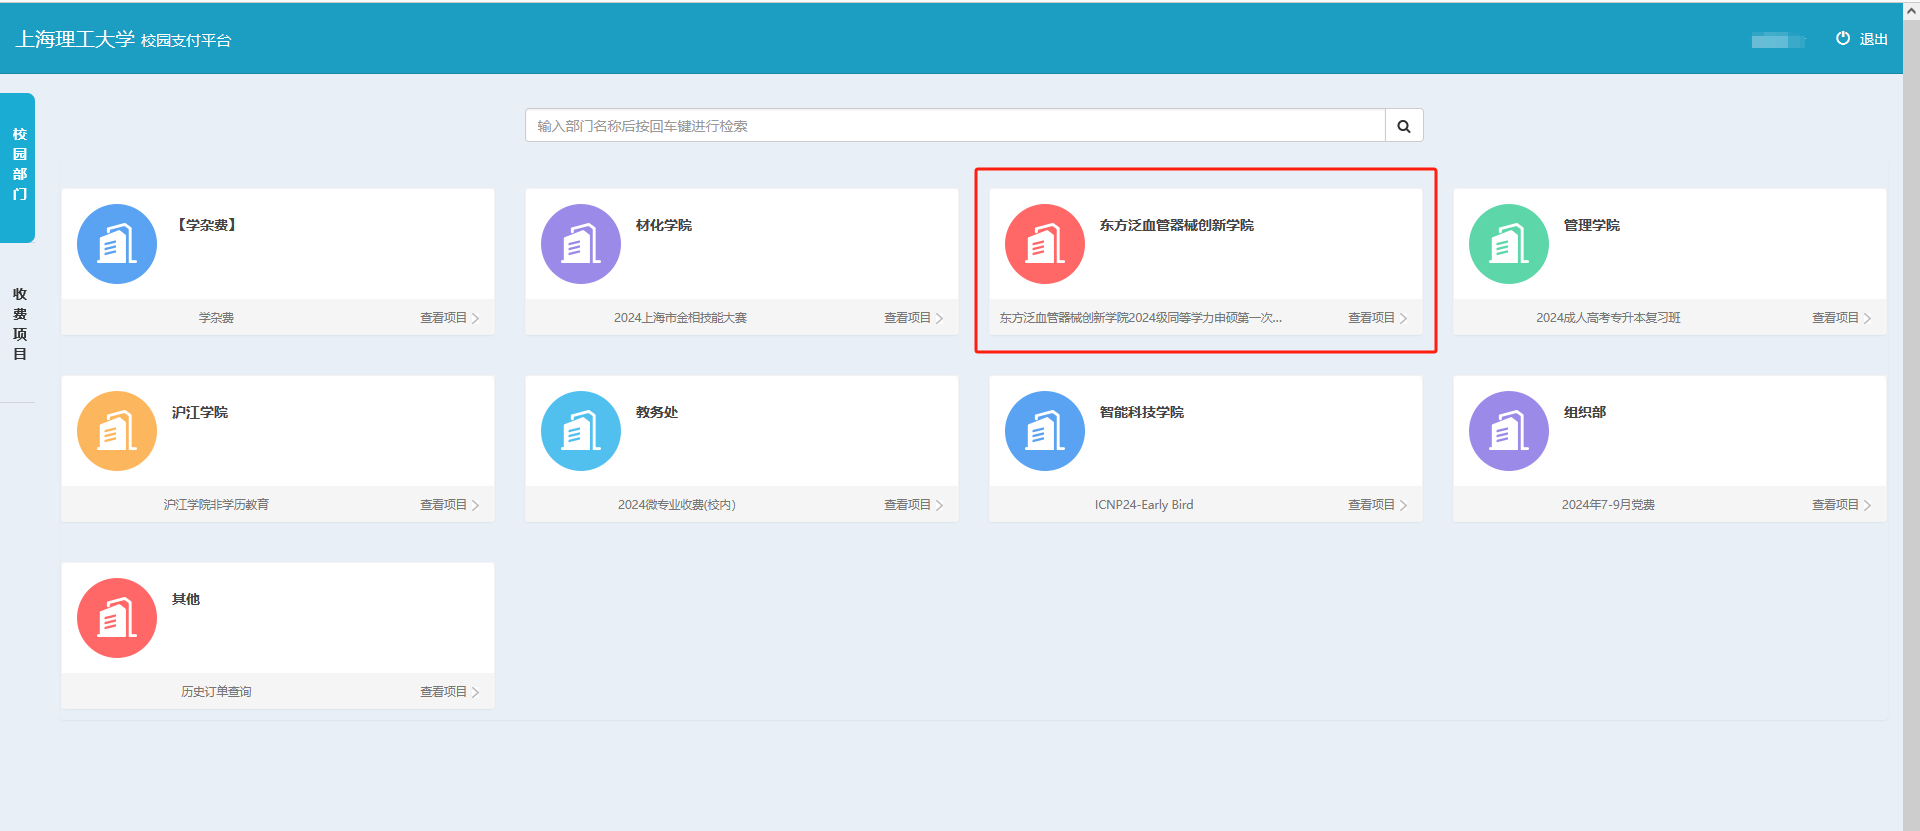 上海理工大学 校园支付平台
退出
校园部门
收费项目
输入部门名称后按回车键进行检索
【学杂费】
学杂费 查看项目
材化学院
2024上海市金相技能大赛 查看项目
东方泛血管器械创新学院
东方泛血管器械创新学院2024级同等学力申硕第一次... 查看项目
管理学院
2024成人高考专升本复习班 查看项目
沪江学院
沪江学院非学历教育 查看项目
教务处
2024微专业收费(校内) 查看项目
智能科技学院
ICNP24-Early Bird 查看项目
组织部
2024年7-9月党费 查看项目
其他
历史订单查询 查看项目